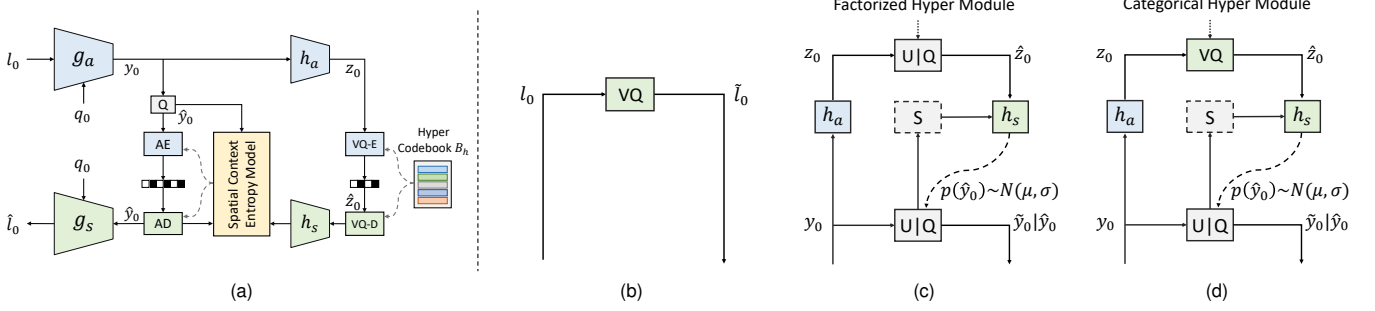 l₀
gₐ
y₀
hₐ
z₀
q₀
Q
ŷ₀
AE
Spatial Context
Entropy Model
VQ-E
Hyper
Codebook Bₕ
q₀
l̂₀
gₛ
ŷ₀
AD
hₛ
ẑ₀
VQ-D
(a)
l₀
VQ
l̃₀
(b)
Factorized Hyper Module
z₀
U|Q
ẑ₀
hₐ
S
hₛ
p(ŷ₀)~N(μ, σ)
y₀
U|Q
ỹ₀|ŷ₀
(c)
Categorical Hyper Module
z₀
VQ
ẑ₀
hₐ
S
hₛ
p(ŷ₀)~N(μ, σ)
y₀
U|Q
ỹ₀|ŷ₀
(d)